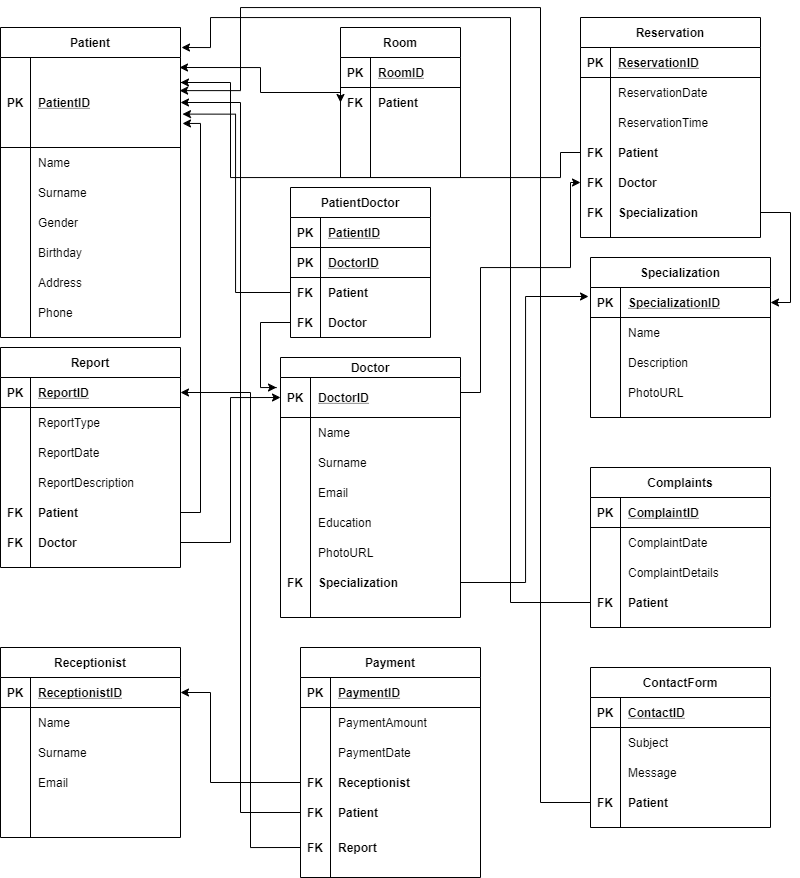 Patient
PK PatientID
Name
Surname
Gender
Birthday
Address
Phone
Room
PK RoomID
FK Patient
Reservation
PK ReservationID
ReservationDate
ReservationTime
FK Patient
FK Doctor
FK Specialization
PatientDoctor
PK PatientID
PK DoctorID
FK Patient
FK Doctor
Specialization
PK SpecializationID
Name
Description
PhotoURL
Report
PK ReportID
ReportType
ReportDate
ReportDescription
FK Patient
FK Doctor
Doctor
PK DoctorID
Name
Surname
Email
Education
PhotoURL
FK Specialization
Complaints
PK ComplaintID
ComplaintDate
ComplaintDetails
FK Patient
Receptionist
PK ReceptionistID
Name
Surname
Email
Payment
PK PaymentID
PaymentAmount
PaymentDate
FK Receptionist
FK Patient
FK Report
ContactForm
PK ContactID
Subject
Message
FK Patient